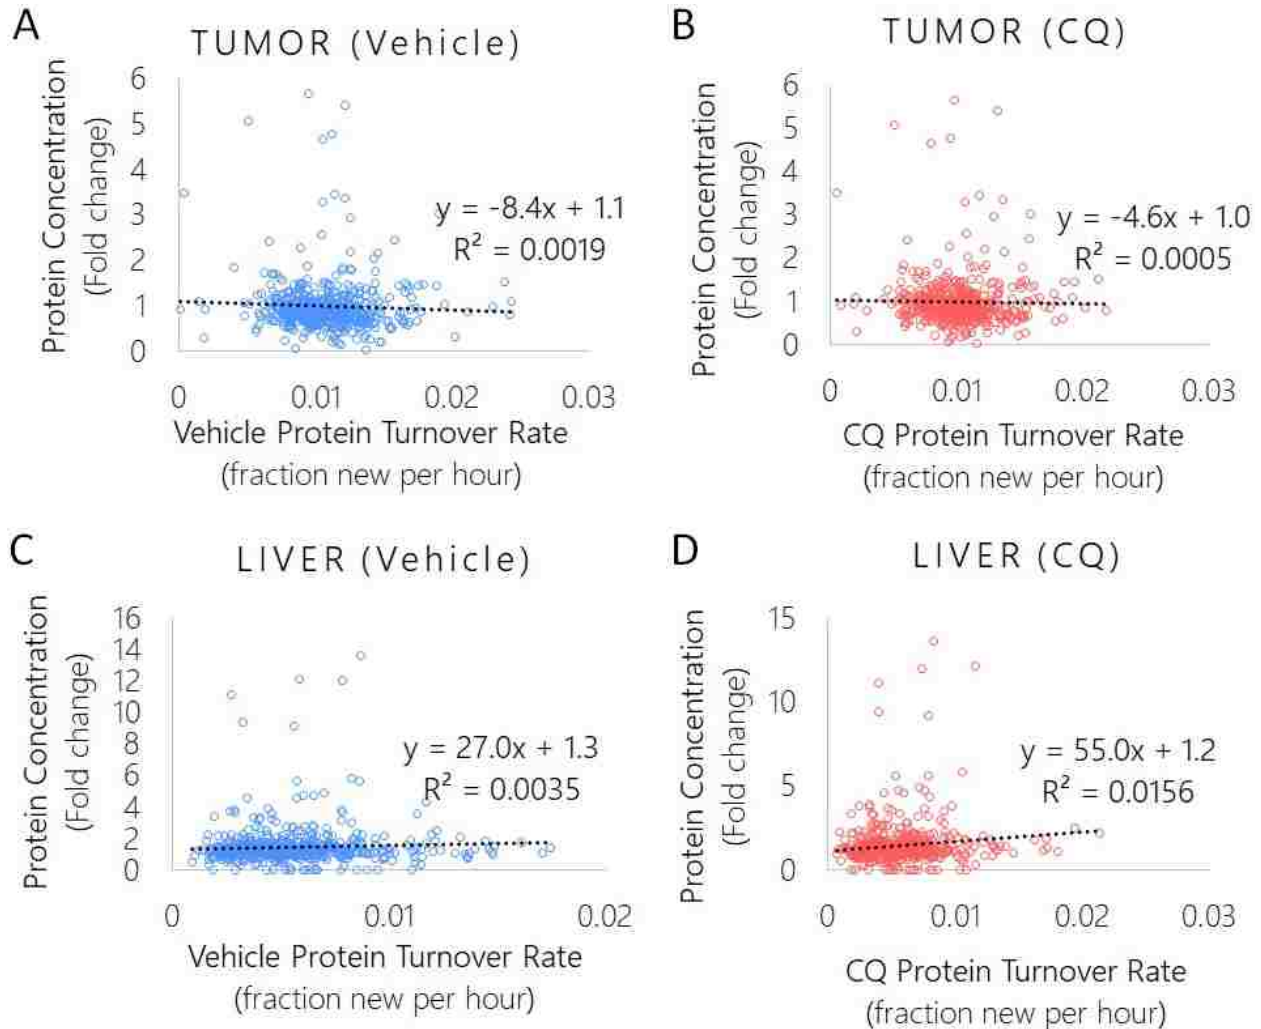 A
TUMOR (Vehicle)
Protein Concentration
(Fold change)
6
5
4
3
2
1
0
y = -8.4x + 1.1
R² = 0.0019
0 0.01 0.02 0.03
Vehicle Protein Turnover Rate
(fraction new per hour)
B
TUMOR (CQ)
Protein Concentration
(Fold change)
6
5
4
3
2
1
0
y = -4.6x + 1.0
R² = 0.0005
0 0.01 0.02 0.03
CQ Protein Turnover Rate
(fraction new per hour)
C
LIVER (Vehicle)
Protein Concentration
(Fold change)
16
14
12
10
8
6
4
2
0
y = 27.0x + 1.3
R² = 0.0035
0 0.01 0.02
Vehicle Protein Turnover Rate
(fraction new per hour)
D
LIVER (CQ)
Protein Concentration
(Fold change)
15
10
5
0
y = 55.0x + 1.2
R² = 0.0156
0 0.01 0.02 0.03
CQ Protein Turnover Rate
(fraction new per hour)